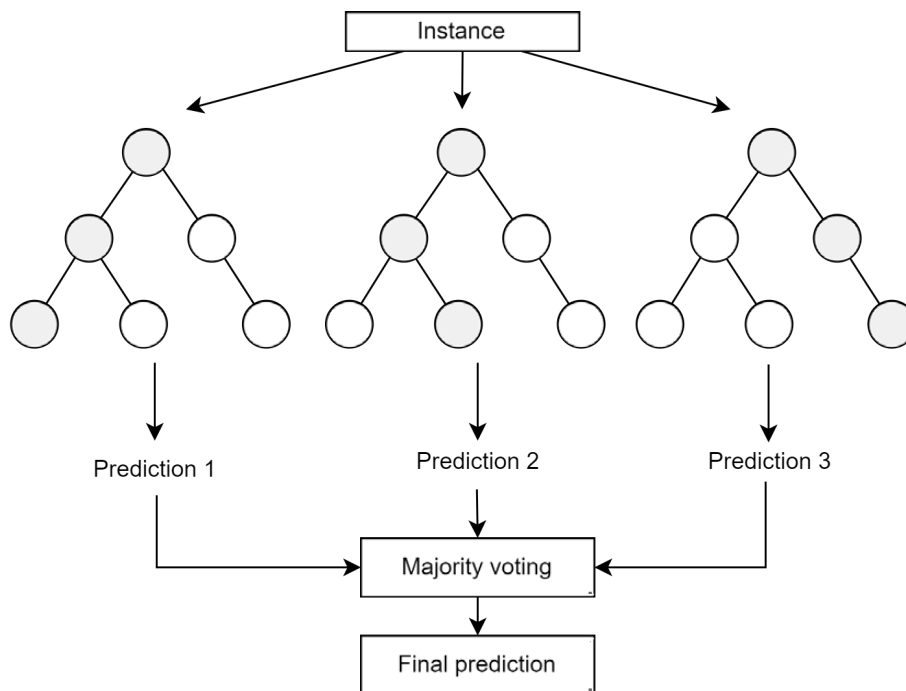 Instance
Prediction 1
Prediction 2
Prediction 3
Majority voting
Final prediction